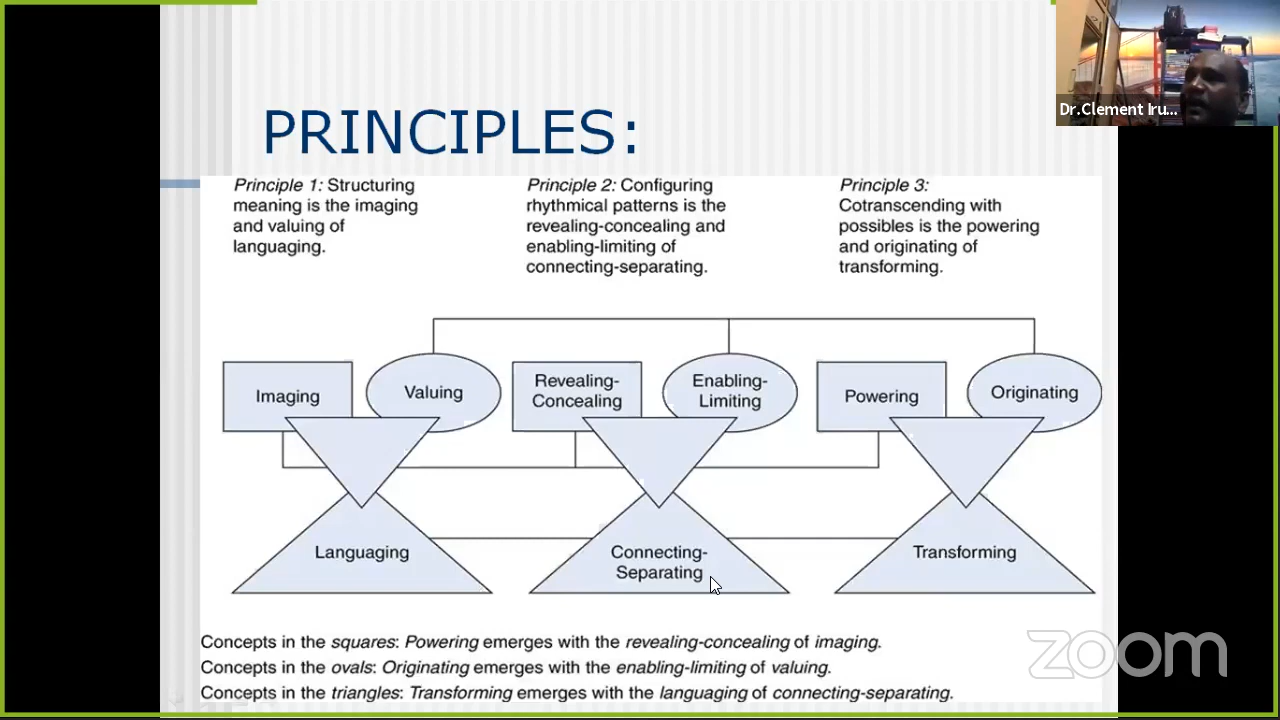 Dr.Clement Iru...
PRINCIPLES:
Principle 1: Structuring
meaning is the imaging
and valuing of
languaging.
Principle 2: Configuring
rhythmical patterns is the
revealing-concealing and
enabling-limiting of
connecting-separating.
Principle 3:
Cotranscending with
possibles is the powering
and originating of
transforming.
Imaging
Valuing
Revealing-
Concealing
Enabling-
Limiting
Powering
Originating
Languaging
Connecting-
Separating
Transforming
Concepts in the squares: Powering emerges with the revealing-concealing of imaging.
Concepts in the ovals: Originating emerges with the enabling-limiting of valuing.
Concepts in the triangles: Transforming emerges with the languaging of connecting-separating.
zoom